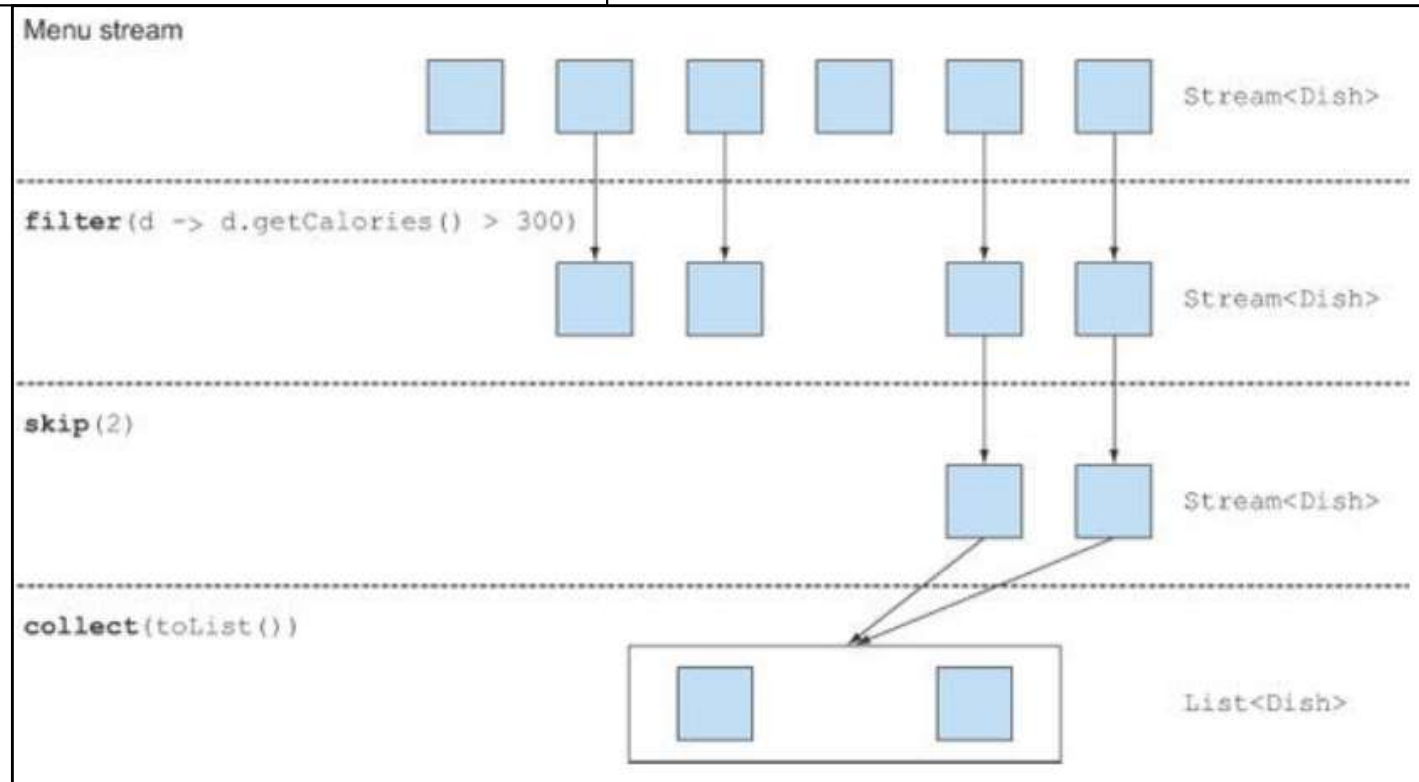 Menu stream
Stream<Dish>
filter(d -> d.getCalories() > 300)
Stream<Dish>
skip(2)
Stream<Dish>
collect(toList())
List<Dish>